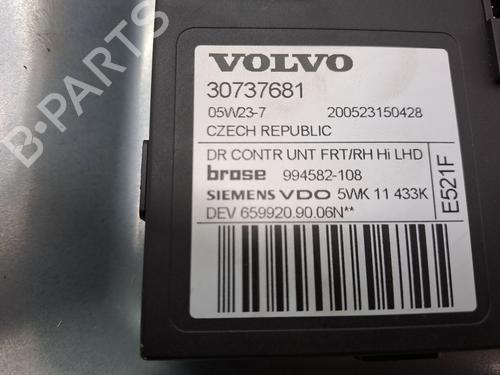 VOLVO
30737681
05W23-7 200523150428
CZECH REPUBLIC
DR CONTR UNT FRT/RH Hi LHD
brose 994582-108
SIEMENS VDO 5WK 11 433K
DEV 659920.90.06N**
E521F
B-PARTS